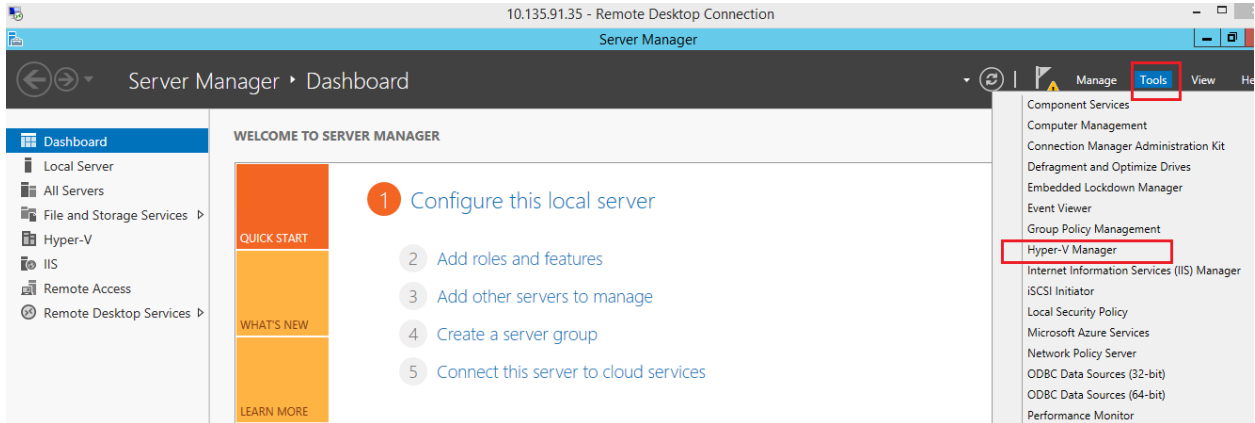 10.135.91.35 - Remote Desktop Connection
Server Manager
Server Manager ‣ Dashboard
Manage Tools View He
Dashboard
Local Server
All Servers
File and Storage Services
Hyper-V
IIS
Remote Access
Remote Desktop Services
WELCOME TO SERVER MANAGER
QUICK START
WHAT'S NEW
LEARN MORE
1 Configure this local server
2 Add roles and features
3 Add other servers to manage
4 Create a server group
5 Connect this server to cloud services
Component Services
Computer Management
Connection Manager Administration Kit
Defragment and Optimize Drives
Embedded Lockdown Manager
Event Viewer
Group Policy Management
Hyper-V Manager
Internet Information Services (IIS) Manager
iSCSI Initiator
Local Security Policy
Microsoft Azure Services
Network Policy Server
ODBC Data Sources (32-bit)
ODBC Data Sources (64-bit)
Performance Monitor